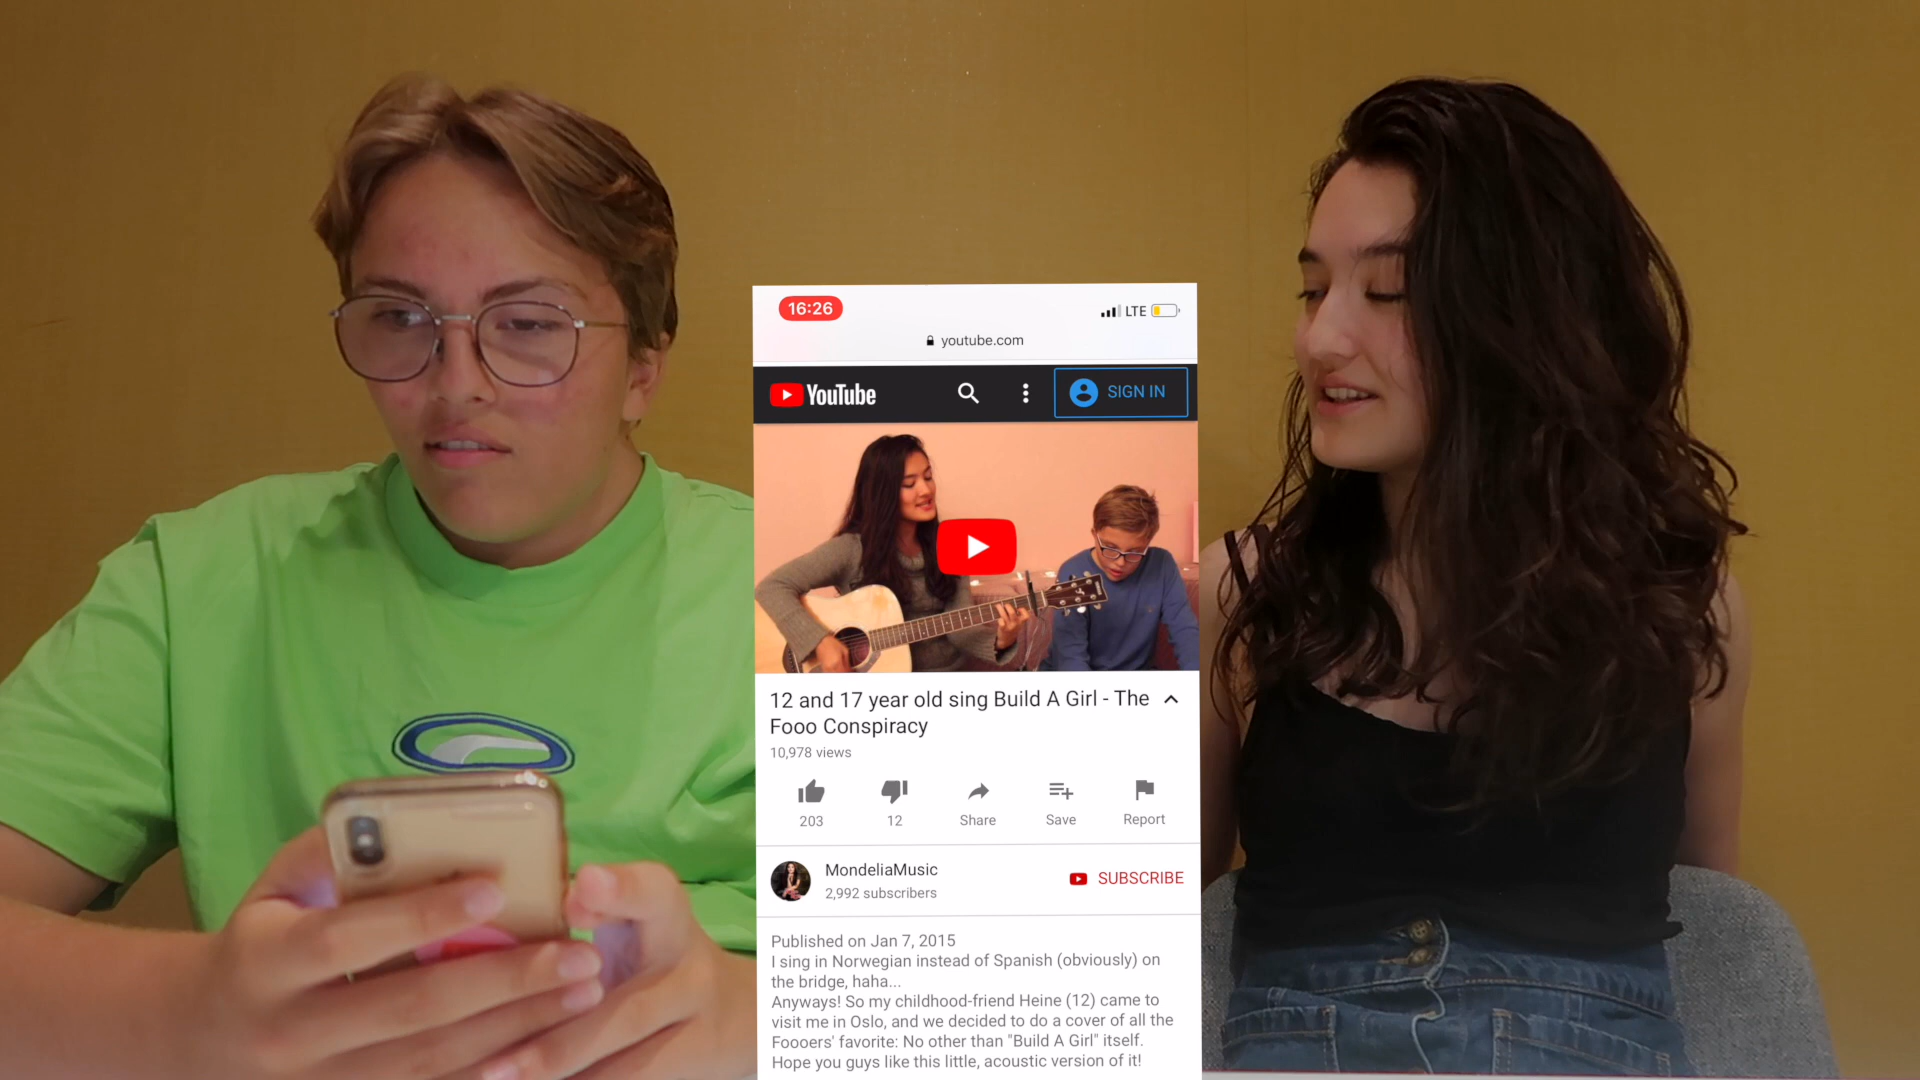 16:26
LTE
youtube.com
YouTube
SIGN IN
12 and 17 year old sing Build A Girl - The
Fooo Conspiracy
10,978 views
203
12
Share
Save
Report
MondeliaMusic
2,992 subscribers
SUBSCRIBE
Published on Jan 7, 2015
I sing in Norwegian instead of Spanish (obviously) on
the bridge, haha...
Anyways! So my childhood-friend Heine (12) came to
visit me in Oslo, and we decided to do a cover of all the
Foooers' favorite: No other than "Build A Girl" itself.
Hope you guys like this little, acoustic version of it!